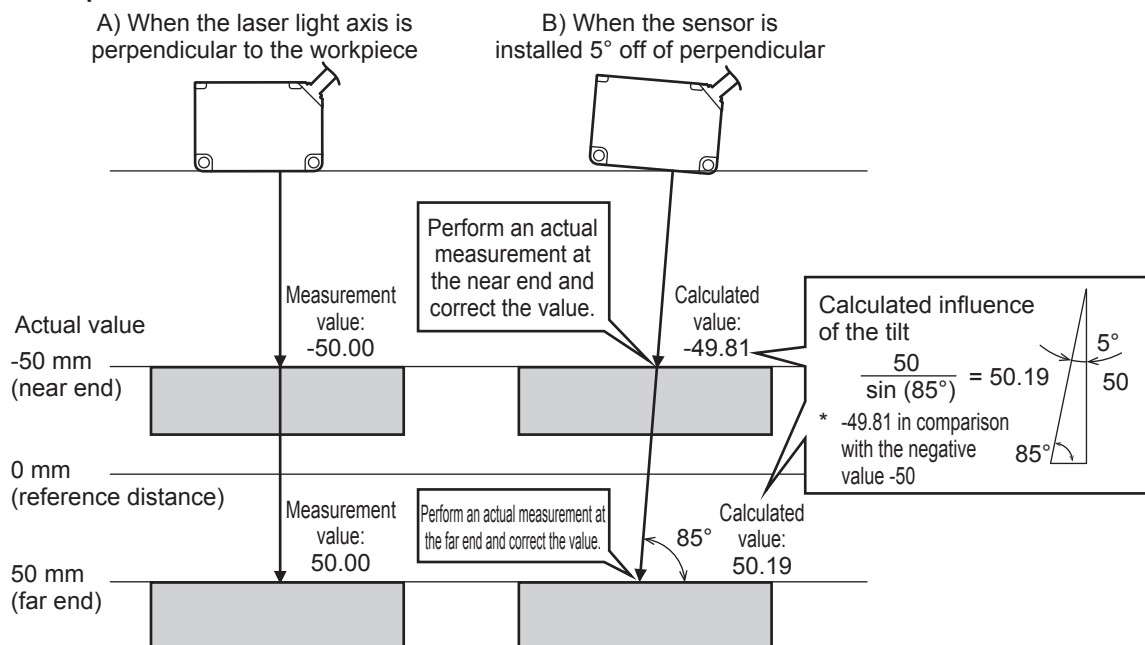 A) When the laser light axis is
perpendicular to the workpiece
B) When the sensor is
installed 5° off of perpendicular
Perform an actual
measurement at
the near end and
correct the value.
Measurement
value:
-50.00
Calculated
value:
-49.81
Actual value
-50 mm
(near end)
Calculated influence
of the tilt
50
sin (85°)
= 50.19
* -49.81 in comparison
with the negative
value -50
5°
50
85°
0 mm
(reference distance)
Measurement
value:
50.00
Perform an actual measurement at
the far end and correct the value.
85°
Calculated
value:
50.19
50 mm
(far end)